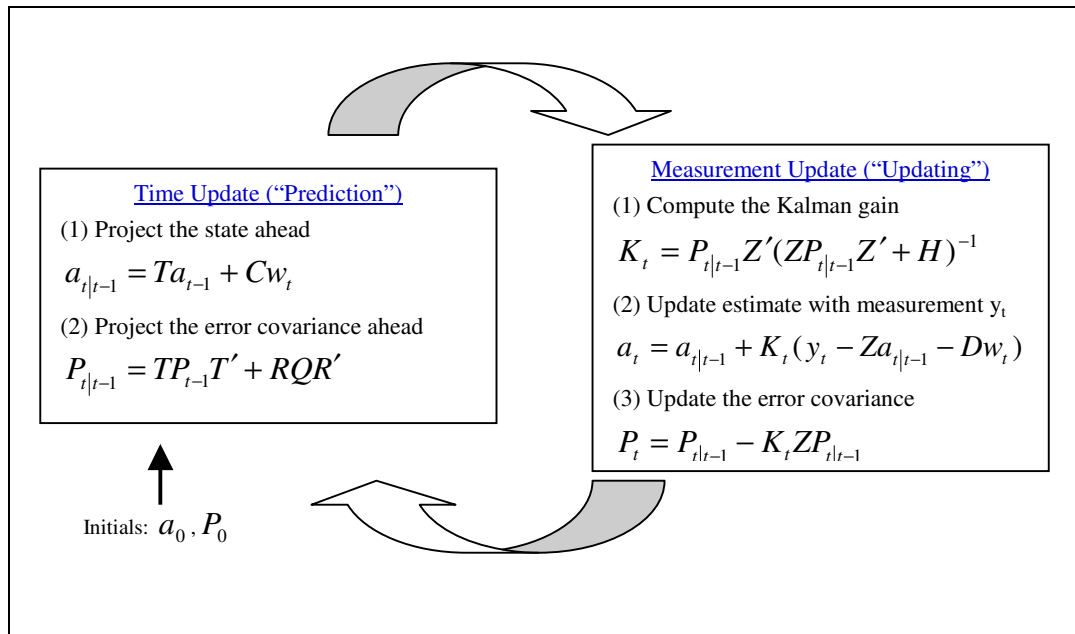 Time Update (“Prediction”)
(1) Project the state ahead
a_{t|t−1} = Ta_{t−1} + Cw_t
(2) Project the error covariance ahead
P_{t|t−1} = TP_{t−1}T′ + RQR′
Initials: a_0 , P_0
Measurement Update (“Updating”)
(1) Compute the Kalman gain
K_t = P_{t|t−1}Z′(ZP_{t|t−1}Z′ + H)^{−1}
(2) Update estimate with measurement y_t
a_t = a_{t|t−1} + K_t(y_t − Za_{t|t−1} − Dw_t)
(3) Update the error covariance
P_t = P_{t|t−1} − K_tZP_{t|t−1}